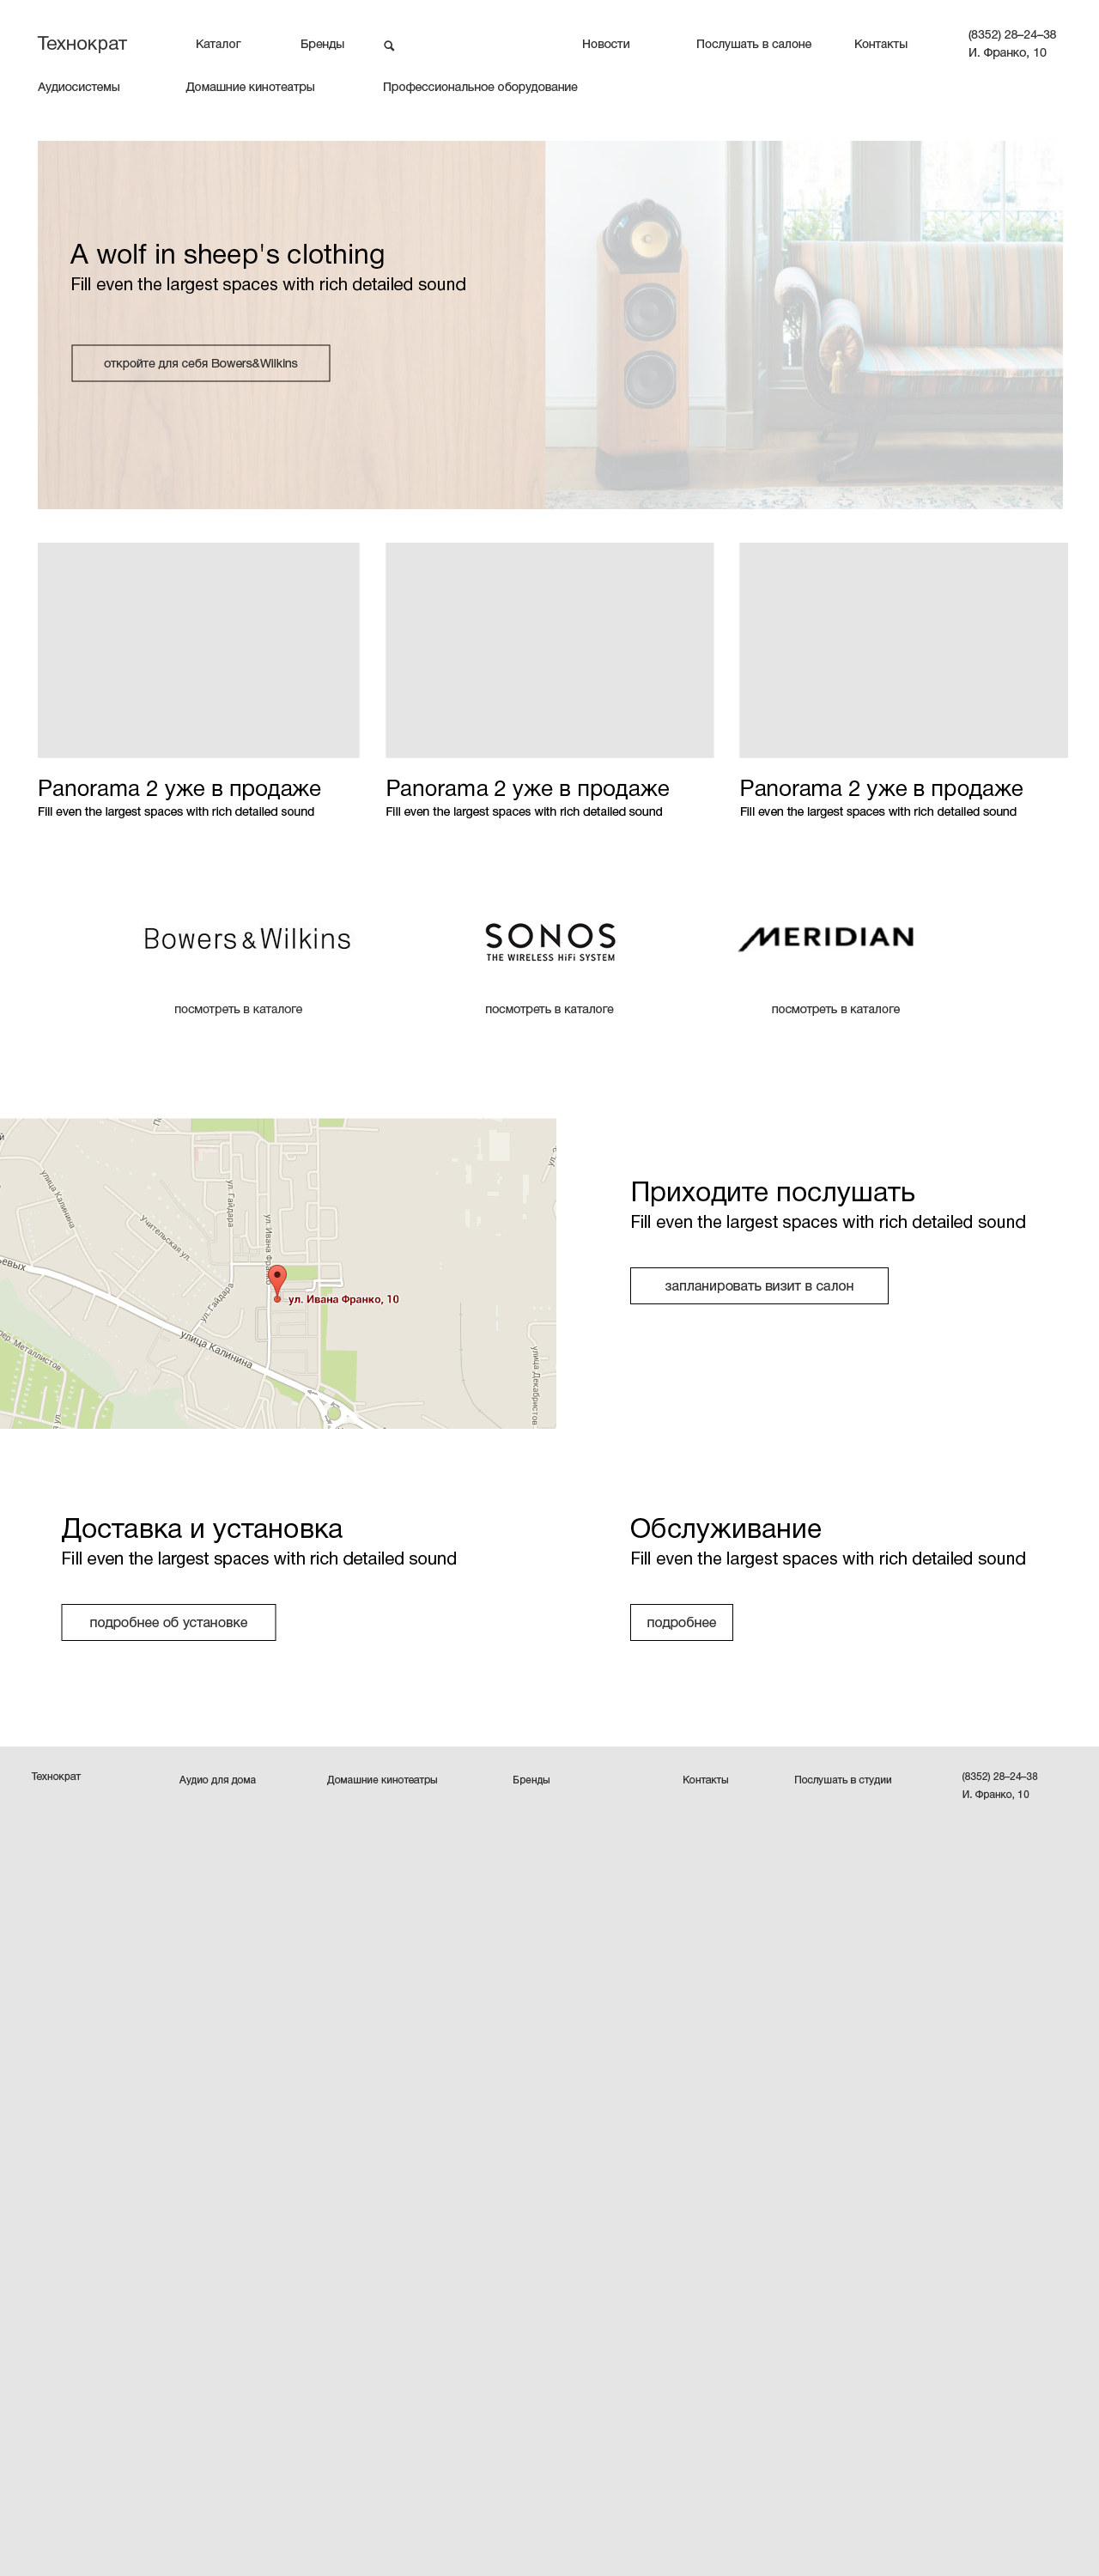 Технократ
Каталог
Бренды
Новости
Послушать в салоне
Контакты
(8352) 28–24–38
И. Франко, 10
Аудиосистемы
Домашние кинотеатры
Профессиональное оборудование
A wolf in sheep's clothing
Fill even the largest spaces with rich detailed sound
откройте для себя Bowers&Wilkins
Panorama 2 уже в продаже
Fill even the largest spaces with rich detailed sound
Panorama 2 уже в продаже
Fill even the largest spaces with rich detailed sound
Panorama 2 уже в продаже
Fill even the largest spaces with rich detailed sound
Bowers & Wilkins
SONOS
THE WIRELESS HiFi SYSTEM
MERIDIAN
посмотреть в каталоге
посмотреть в каталоге
посмотреть в каталоге
улица Калинина
Учительская ул.
ул. Гайдара
ул. Ивана Франко
ул. Ивана Франко, 10
ул. Гайдара
улица Калинина
пер. Металлистов
улица Декабристов
Приходите послушать
Fill even the largest spaces with rich detailed sound
запланировать визит в салон
Доставка и установка
Fill even the largest spaces with rich detailed sound
подробнее об установке
Обслуживание
Fill even the largest spaces with rich detailed sound
подробнее
Технократ
Аудио для дома
Домашние кинотеатры
Бренды
Контакты
Послушать в студии
(8352) 28–24–38
И. Франко, 10